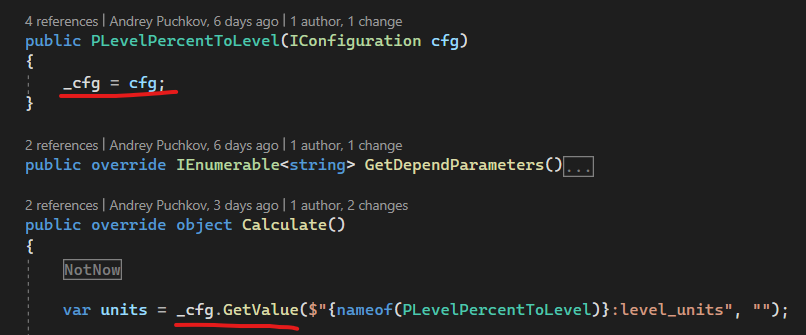 4 references | Andrey Puchkov, 6 days ago | 1 author, 1 change
public PLevelPercentToLevel(IConfiguration cfg)
{
_cfg = cfg;
}
2 references | Andrey Puchkov, 6 days ago | 1 author, 1 change
public override IEnumerable<string> GetDependParameters()...
2 references | Andrey Puchkov, 3 days ago | 1 author, 2 changes
public override object Calculate()
{
NotNow
var units = _cfg.GetValue($"{nameof(PLevelPercentToLevel)}:level_units", "");